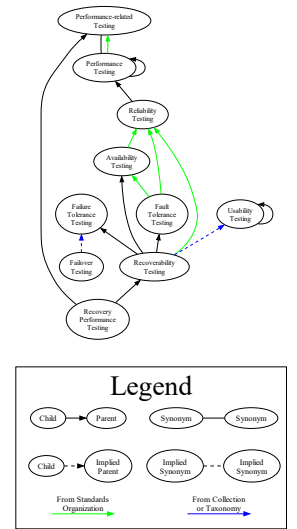 Performance-related
Testing
Performance
Testing
Reliability
Testing
Availability
Testing
Failure
Tolerance
Testing
Fault
Tolerance
Testing
Usability
Testing
Failover
Testing
Recoverability
Testing
Recovery
Performance
Testing
Legend
Child
Parent
Synonym
Synonym
Child
Implied
Parent
Implied
Synonym
Implied
Synonym
From Standards
Organization
From Collection
or Taxonomy